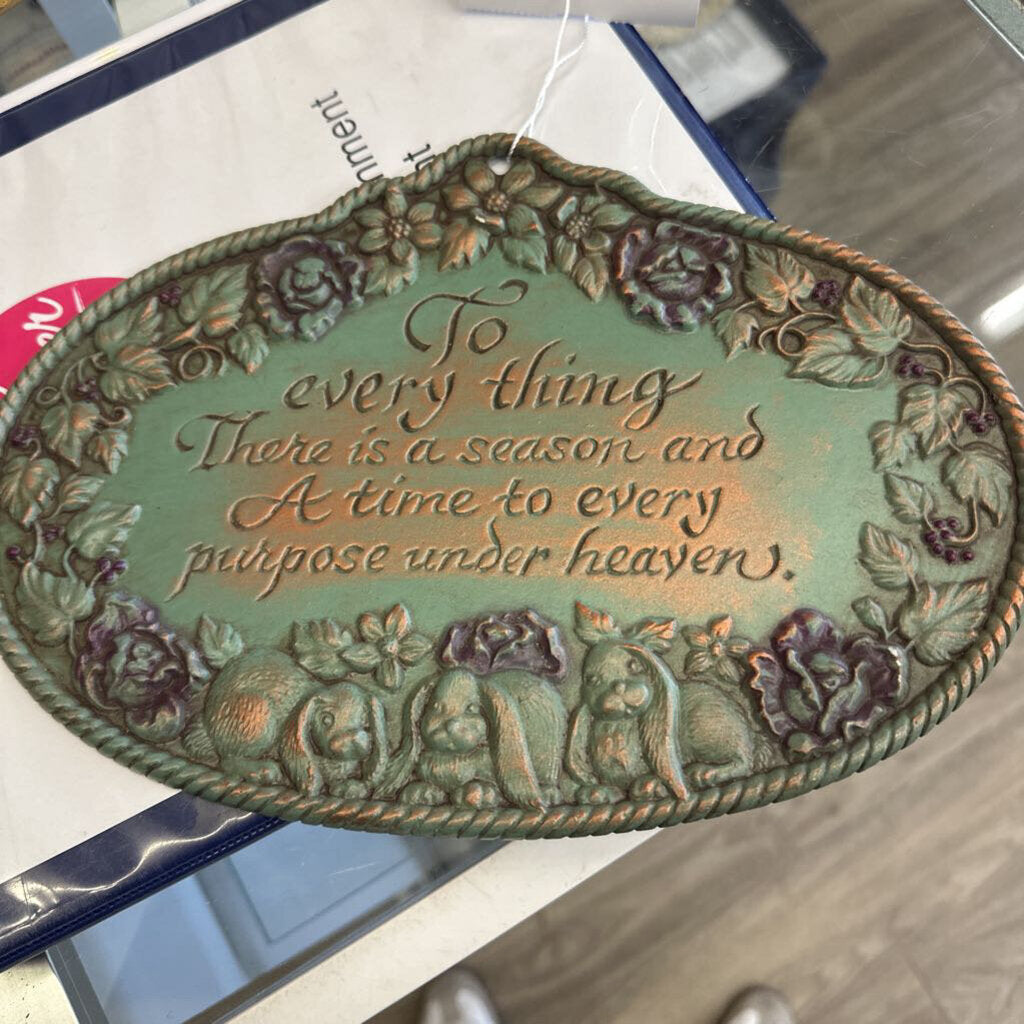 To
every thing
There is a season and
A time to every
purpose under heaven.